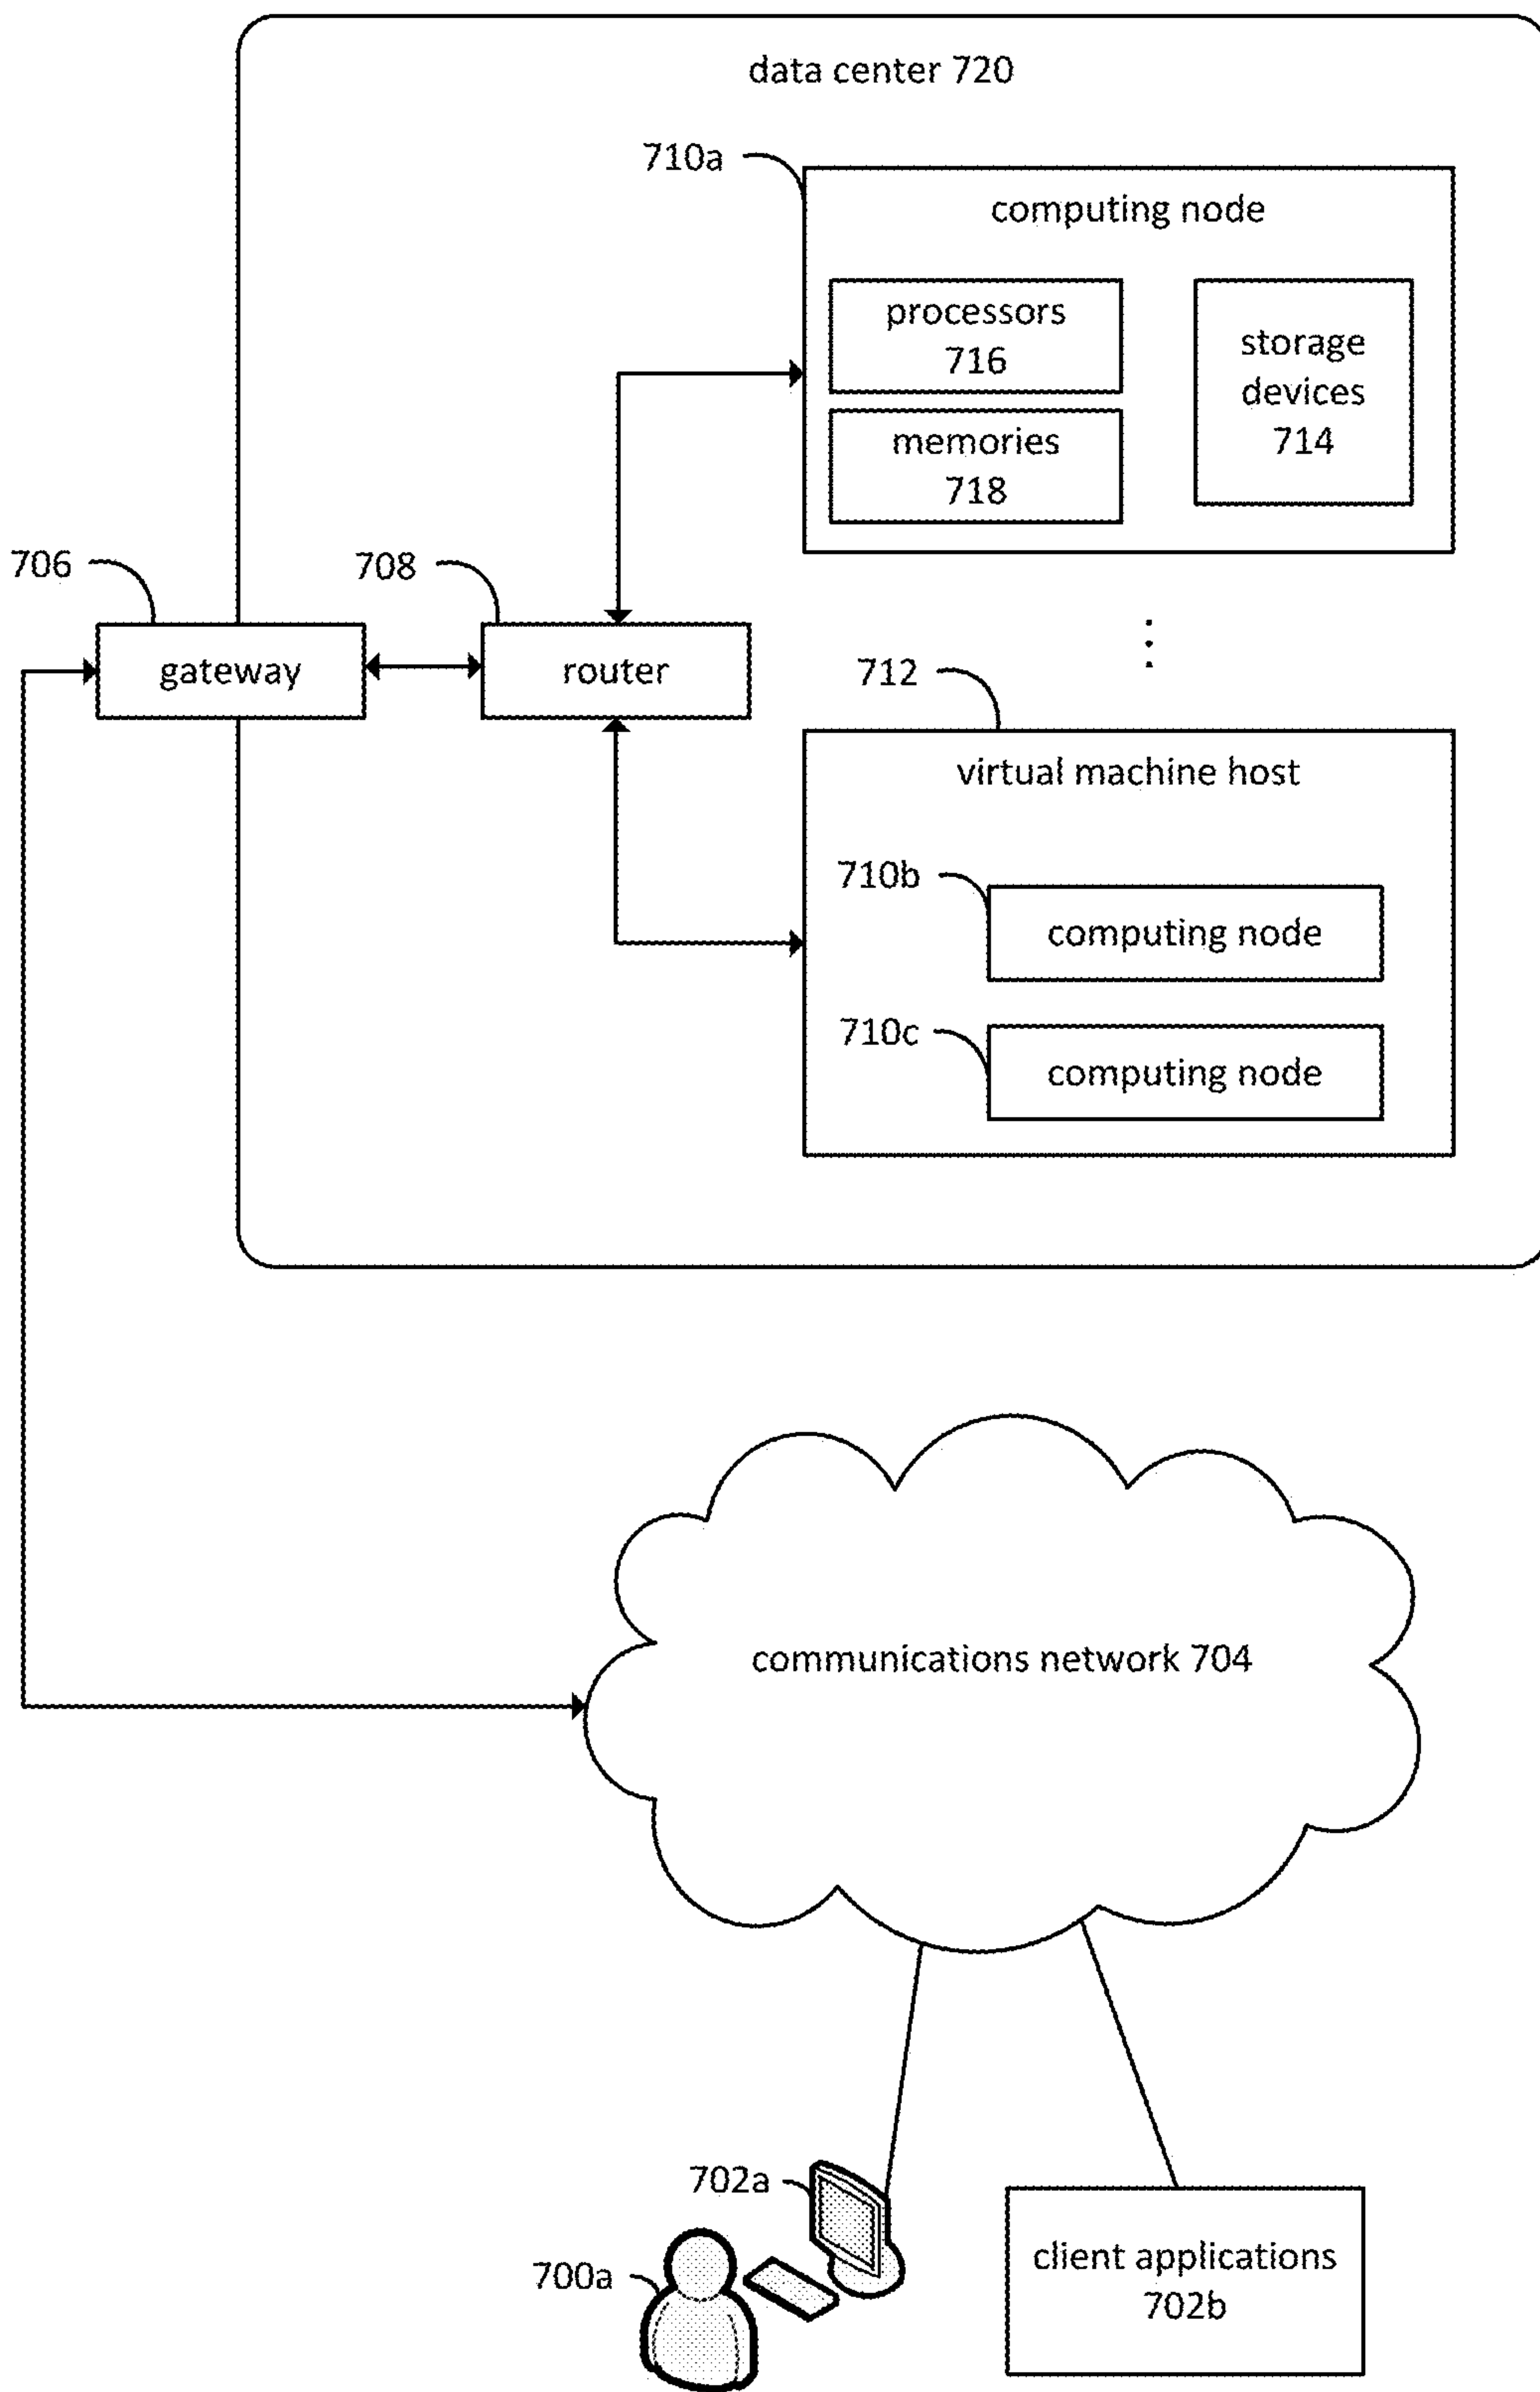 data center 720
710a
computing node
processors
716
storage
devices
714
memories
718
706
708
gateway
router
712
virtual machine host
710b
computing node
710c
computing node
communications network 704
702a
700a
client applications
702b